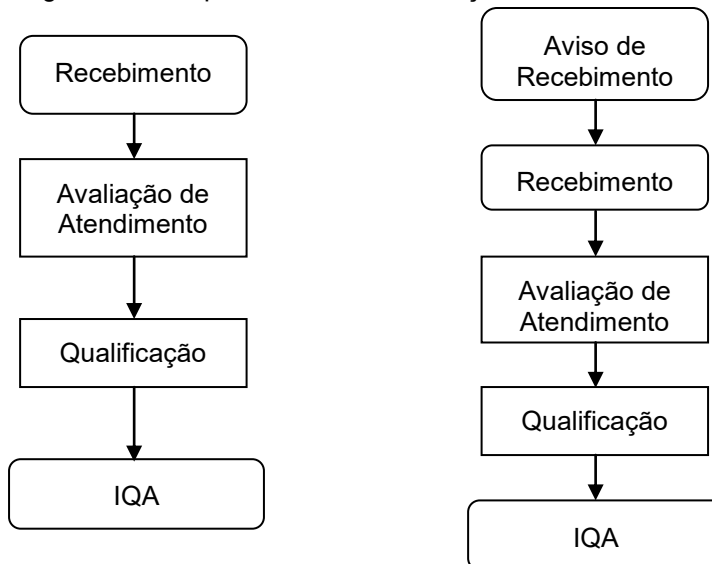 Recebimento
Avaliação de
Atendimento
Qualificação
IQA
Aviso de
Recebimento
Recebimento
Avaliação de
Atendimento
Qualificação
IQA